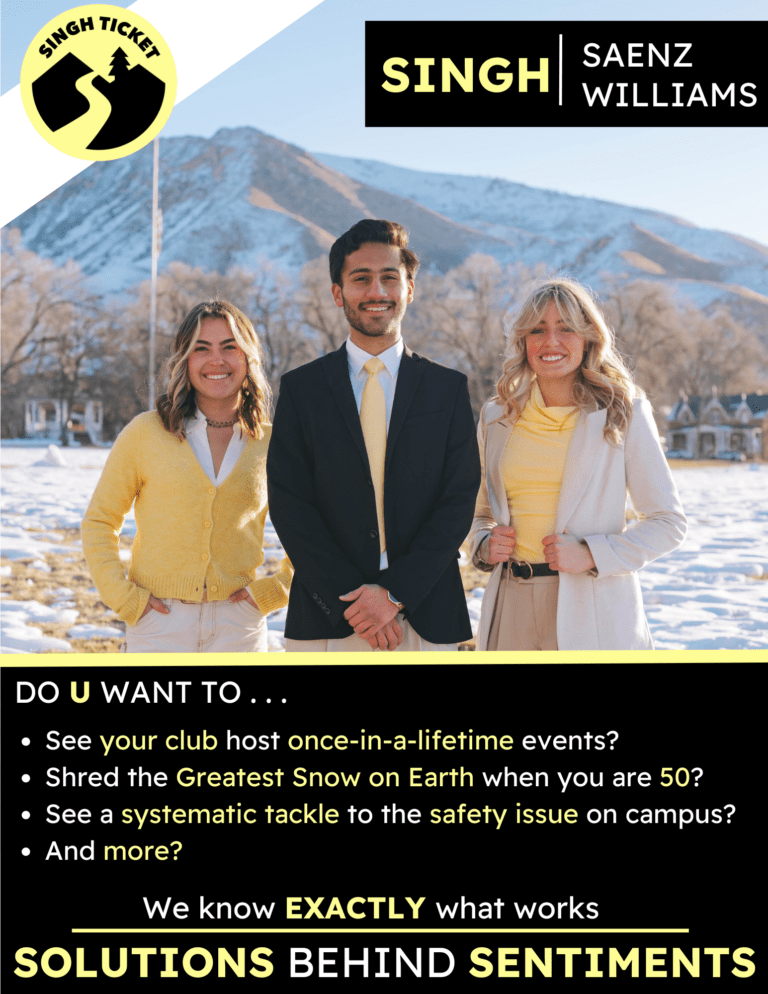 SINGH TICKET
SINGH
SAENZ
WILLIAMS
DO U WANT TO . . .
• See your club host once-in-a-lifetime events?
• Shred the Greatest Snow on Earth when you are 50?
• See a systematic tackle to the safety issue on campus?
• And more?
We know EXACTLY what works
SOLUTIONS BEHIND SENTIMENTS